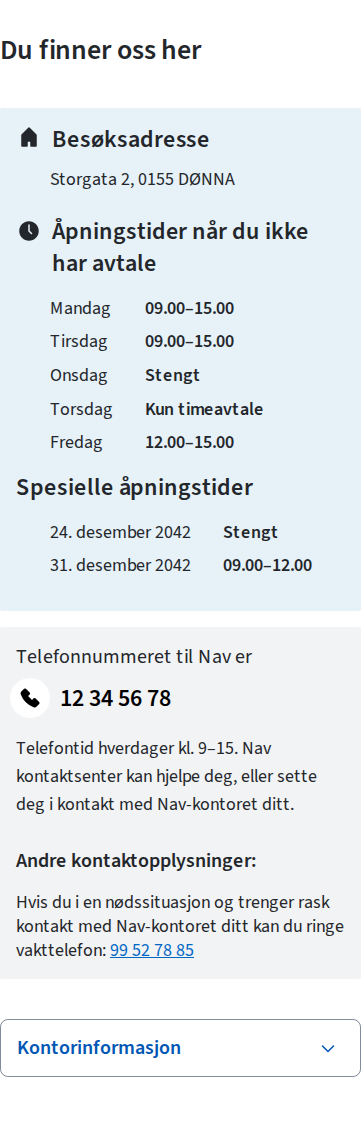 Du finner oss her
Besøksadresse
Storgata 2, 0155 DØNNA
Åpningstider når du ikke
har avtale
Mandag 09.00–15.00
Tirsdag 09.00–15.00
Onsdag Stengt
Torsdag Kun timeavtale
Fredag 12.00–15.00
Spesielle åpningstider
24. desember 2042 Stengt
31. desember 2042 09.00–12.00
Telefonnummeret til Nav er
12 34 56 78
Telefontid hverdager kl. 9–15. Nav
kontaktsenter kan hjelpe deg, eller sette
deg i kontakt med Nav-kontoret ditt.
Andre kontaktopplysninger:
Hvis du i en nødssituasjon og trenger rask
kontakt med Nav-kontoret ditt kan du ringe
vakttelefon: 99 52 78 85
Kontorinformasjon